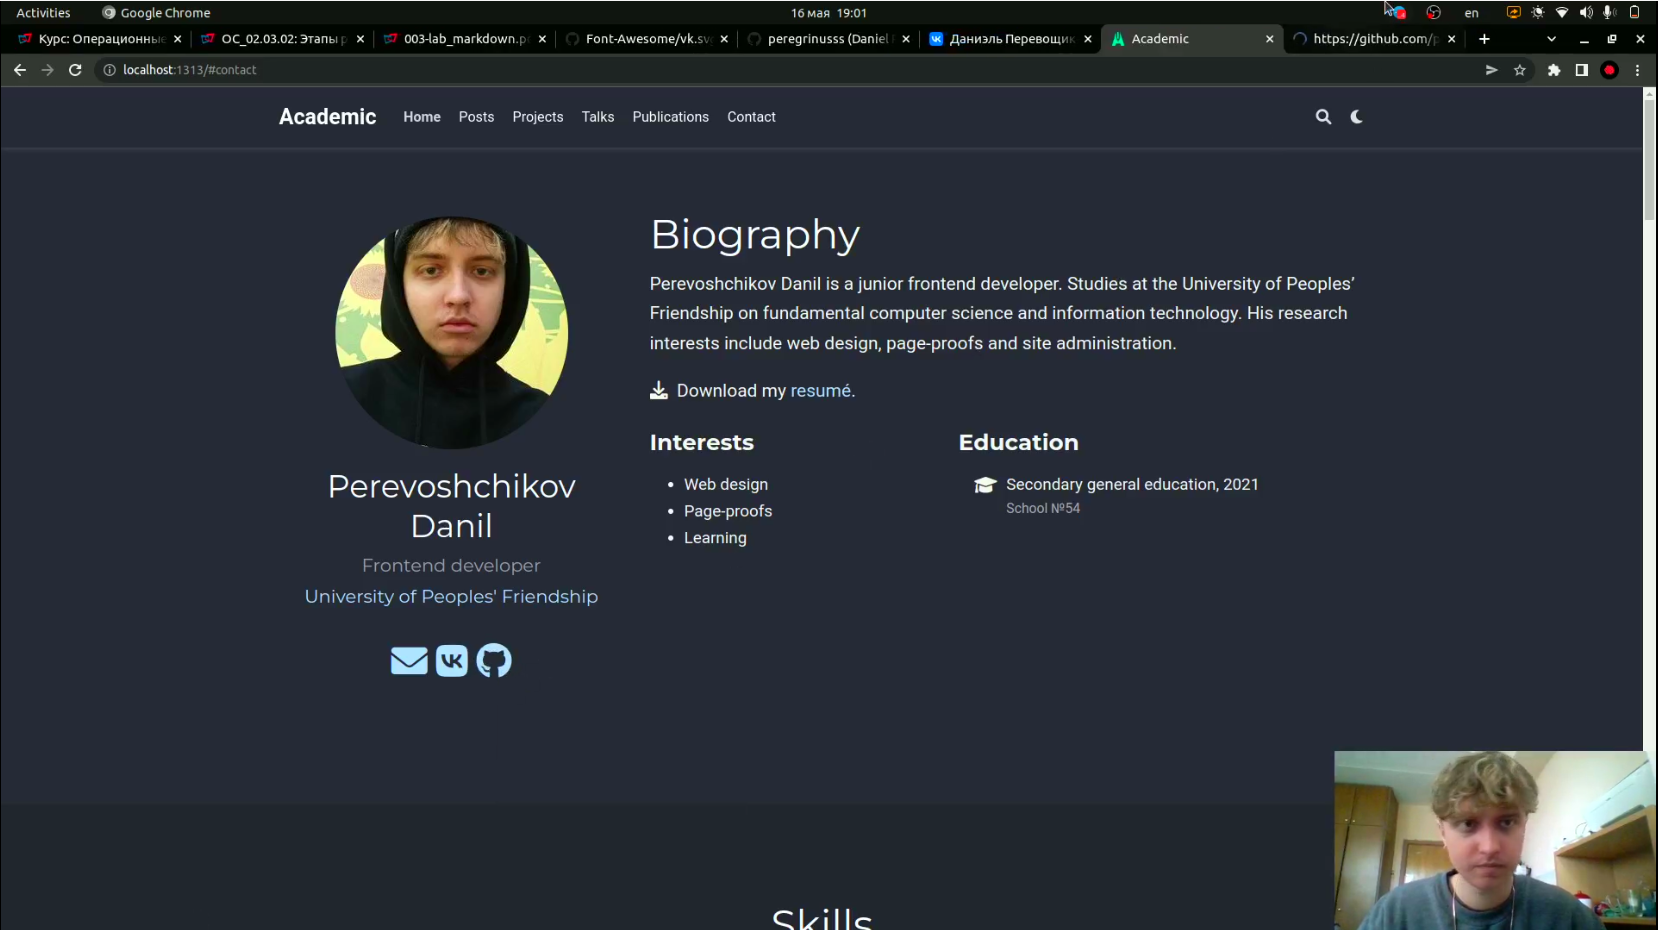 Activities Google Chrome 16 мая 19:01 en
Курс: Операционные ОС_02.03.02: Этапы р 003-lab_markdown.p Font-Awesome/vk.sv peregrinusss (Daniel Даниэль Перевощик Academic https://github.com/p
localhost:1313/#contact
Academic Home Posts Projects Talks Publications Contact
Biography
Perevoshchikov Danil is a junior frontend developer. Studies at the University of Peoples’
Friendship on fundamental computer science and information technology. His research
interests include web design, page-proofs and site administration.
Download my resumé.
Interests
Web design
Page-proofs
Learning
Education
Secondary general education, 2021
School №54
Perevoshchikov
Danil
Frontend developer
University of Peoples' Friendship
Skills